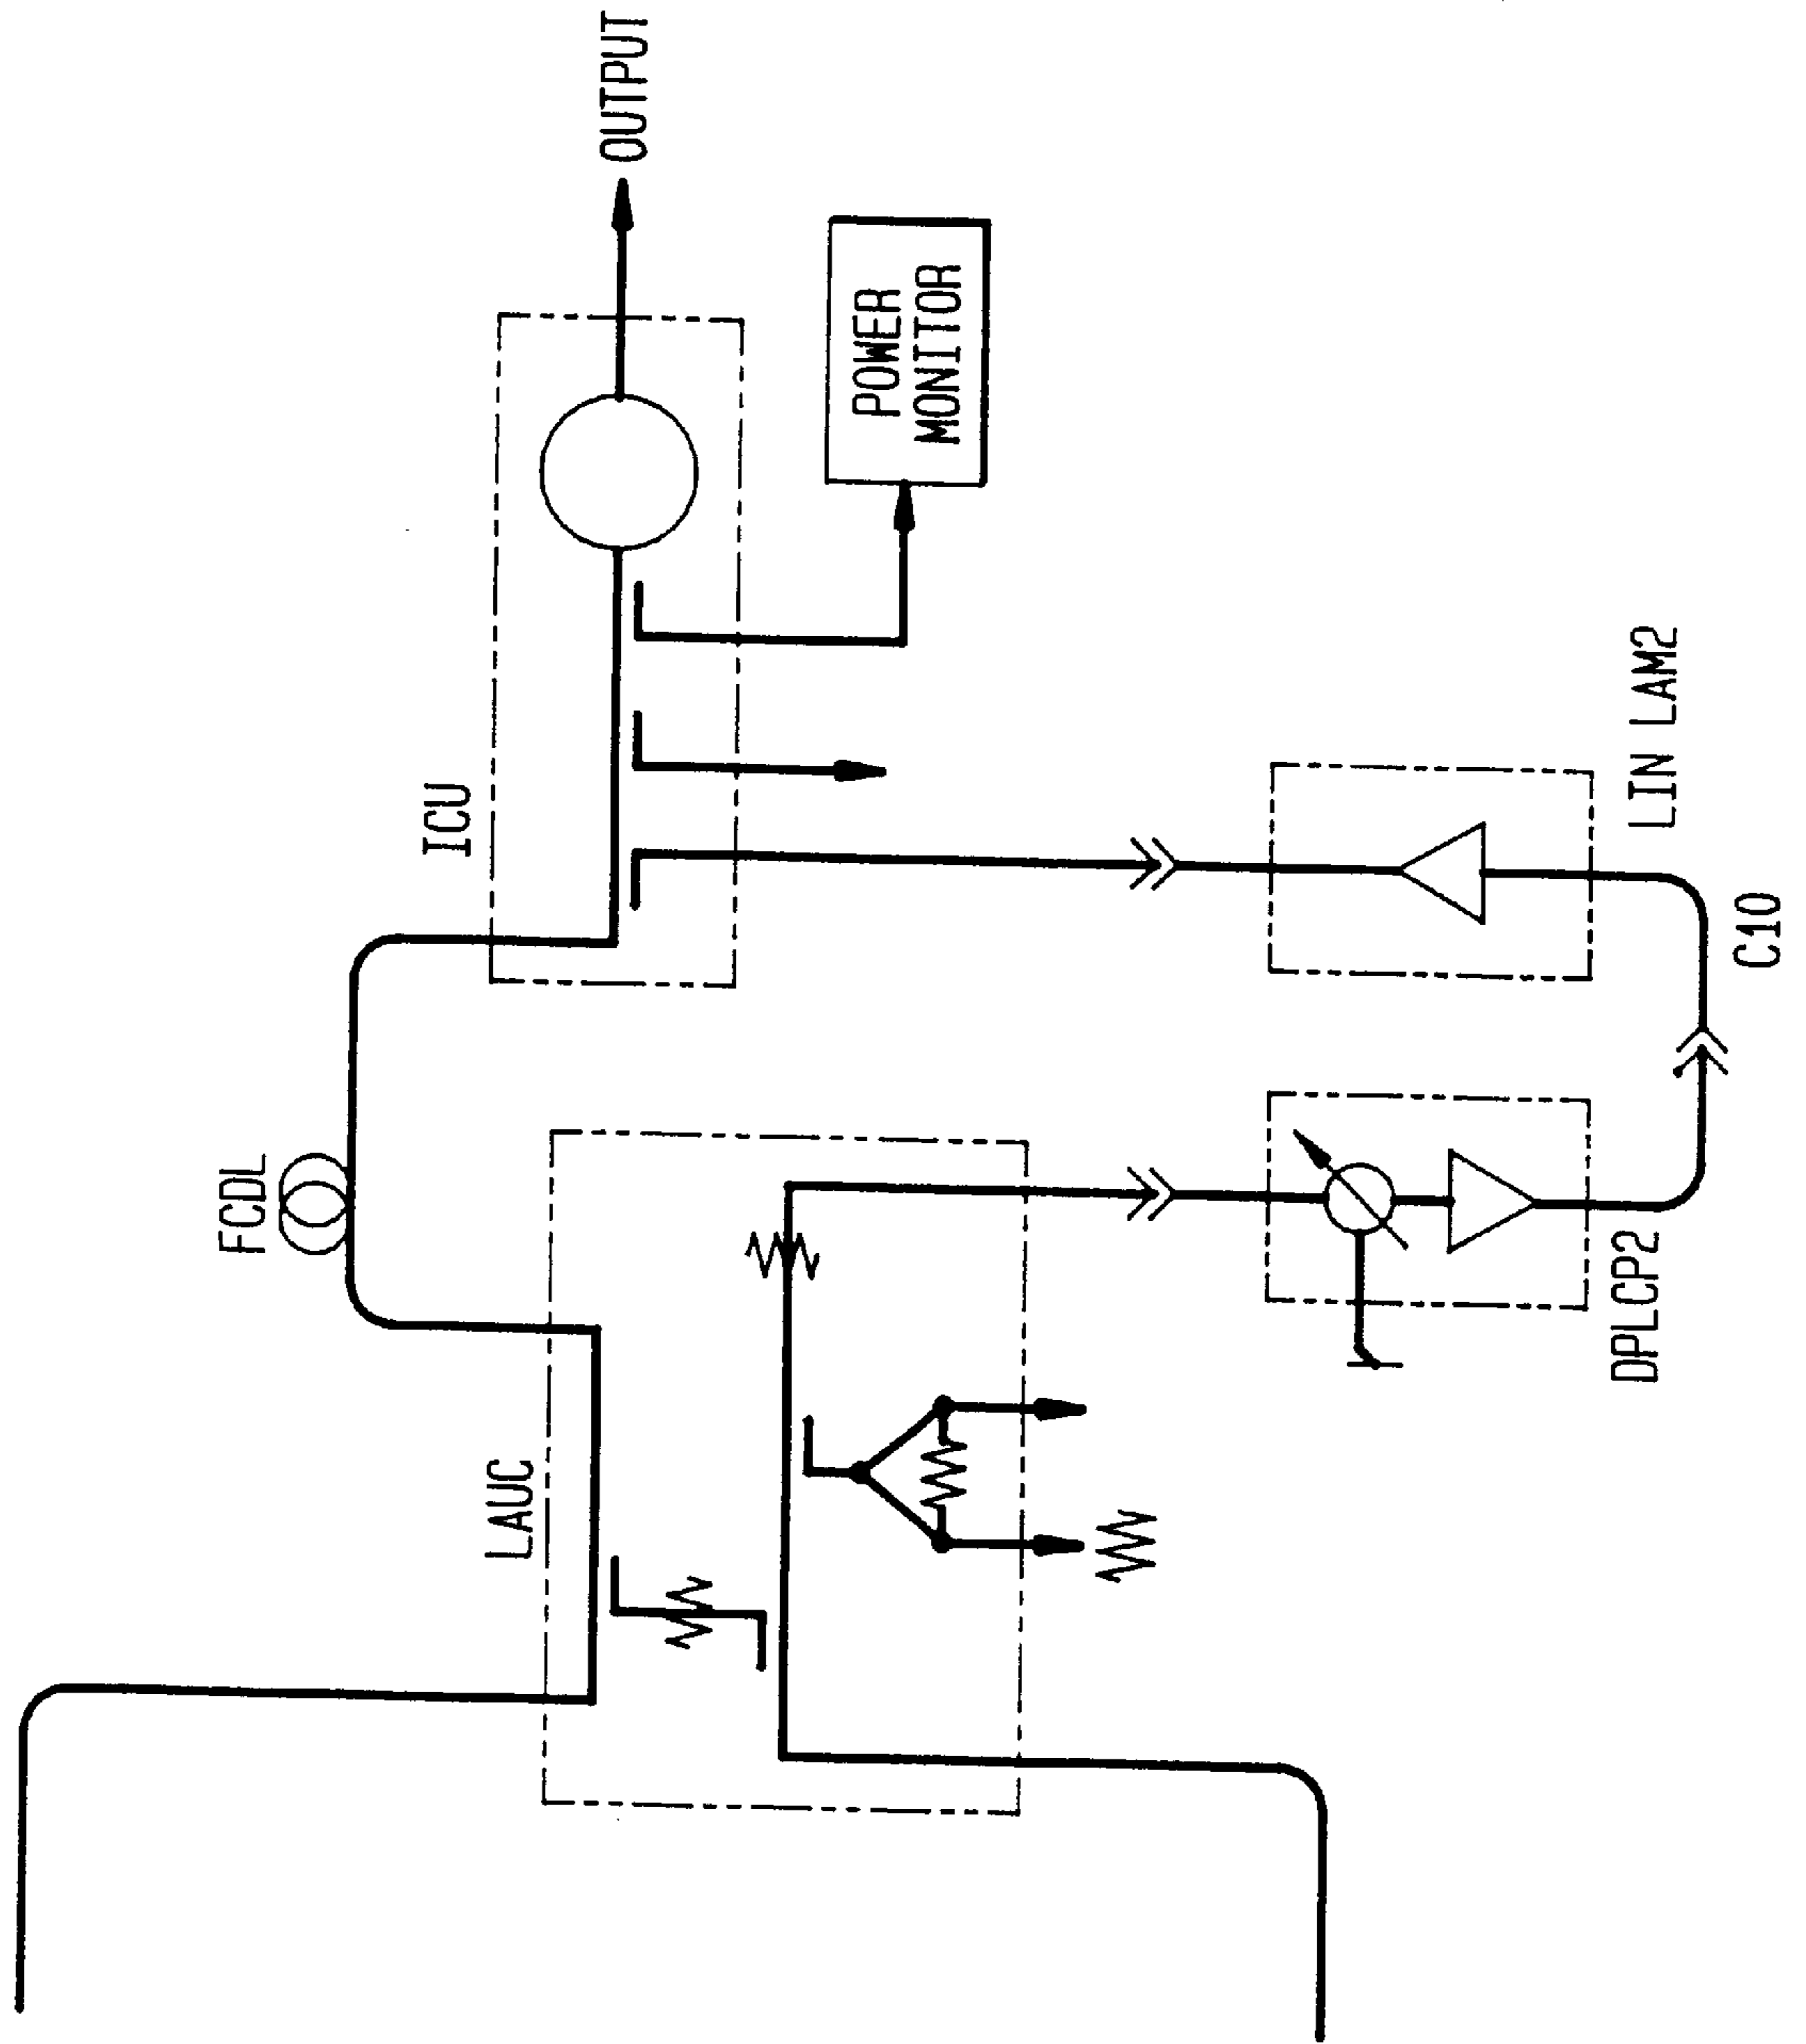 FCDL
ICU
OUTPUT
LAUC
POWER
MONITOR
DPLCP2
LIN LAM2
C10